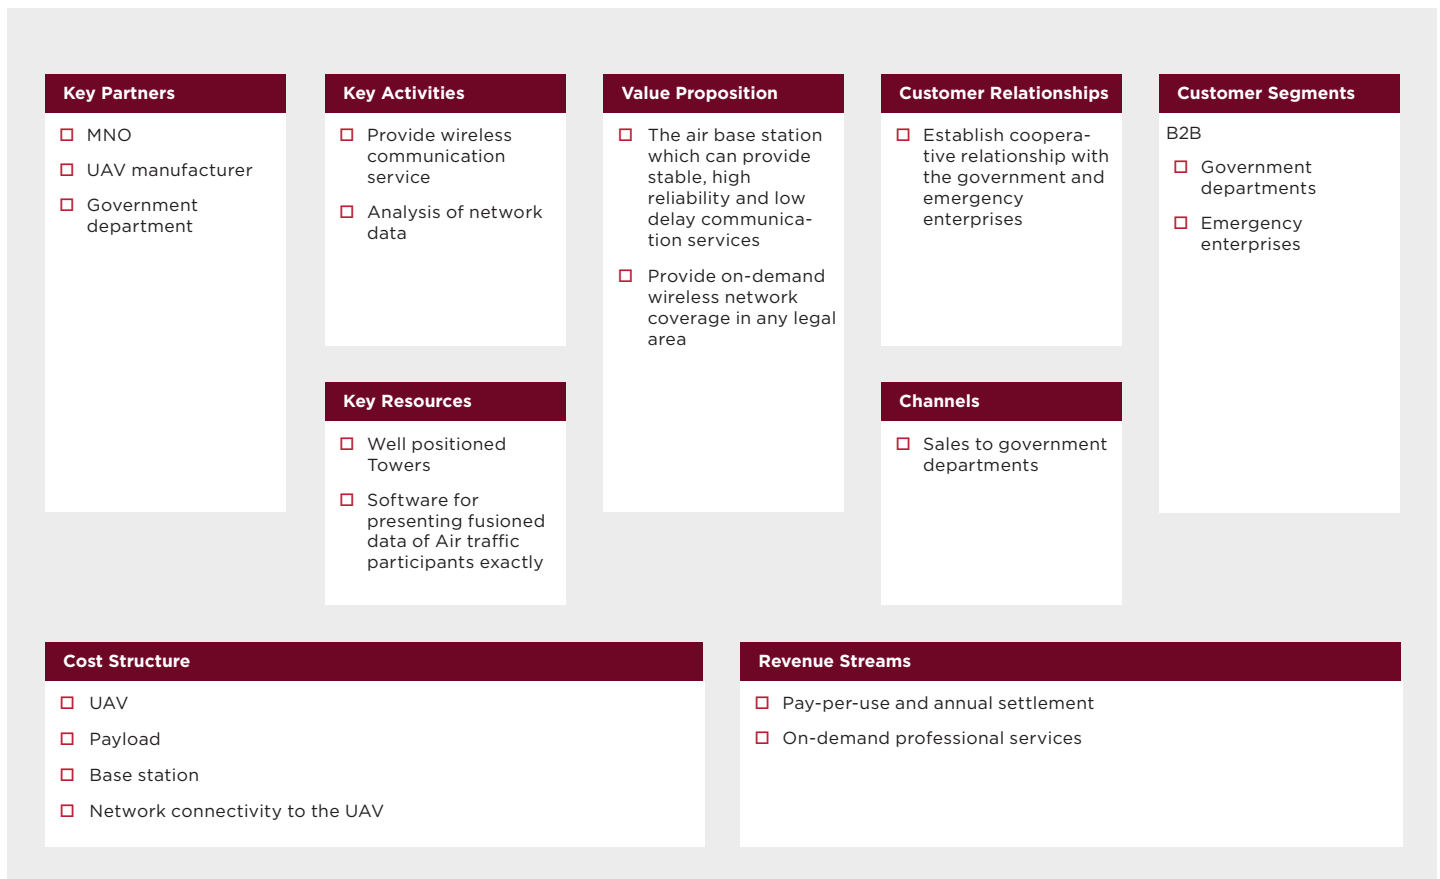 Key Partners
MNO
UAV manufacturer
Government
department
Key Activities
Provide wireless
communication
service
Analysis of network
data
Key Resources
Well positioned
Towers
Software for
presenting fusioned
data of Air traffic
participants exactly
Value Proposition
The air base station
which can provide
stable, high
reliability and low
delay communica-
tion services
Provide on-demand
wireless network
coverage in any legal
area
Customer Relationships
Establish coopera-
tive relationship with
the government and
emergency
enterprises
Channels
Sales to government
departments
Customer Segments
B2B
Government
departments
Emergency
enterprises
Cost Structure
UAV
Payload
Base station
Network connectivity to the UAV
Revenue Streams
Pay-per-use and annual settlement
On-demand professional services